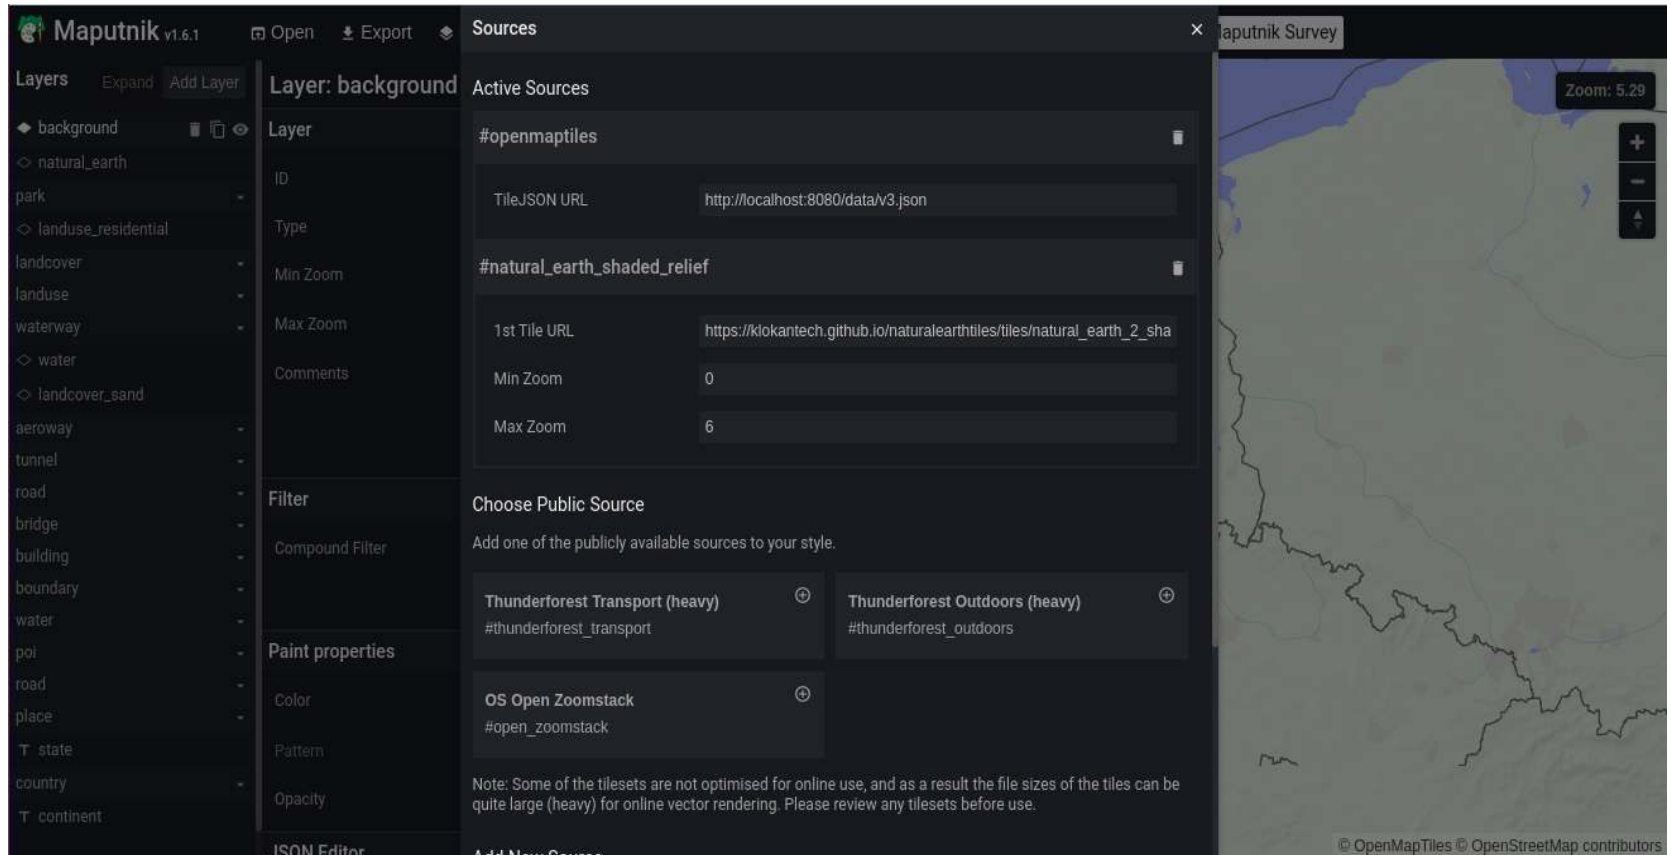 Maputnik v1.6.1
Open
Export
Sources
Maputnik Survey
Layers
Expand
Add Layer
background
natural_earth
park
landuse_residential
landcover
landuse
waterway
water
landcover_sand
aeroway
tunnel
road
bridge
building
boundary
water
poi
road
place
state
country
continent
Layer: background
Layer
ID
Type
Min Zoom
Max Zoom
Comments
Filter
Compound Filter
Paint properties
Color
Pattern
Opacity
JSON Editor
Active Sources
#openmaptiles
TileJSON URL http://localhost:8080/data/v3.json
#natural_earth_shaded_relief
1st Tile URL https://klokantech.github.io/naturalearthtiles/tiles/natural_earth_2_sha
Min Zoom 0
Max Zoom 6
Choose Public Source
Add one of the publicly available sources to your style.
Thunderforest Transport (heavy)
#thunderforest_transport
Thunderforest Outdoors (heavy)
#thunderforest_outdoors
OS Open Zoomstack
#open_zoomstack
Note: Some of the tilesets are not optimised for online use, and as a result the file sizes of the tiles can be
quite large (heavy) for online vector rendering. Please review any tilesets before use.
Add New Source
Zoom: 5.29
© OpenMapTiles © OpenStreetMap contributors